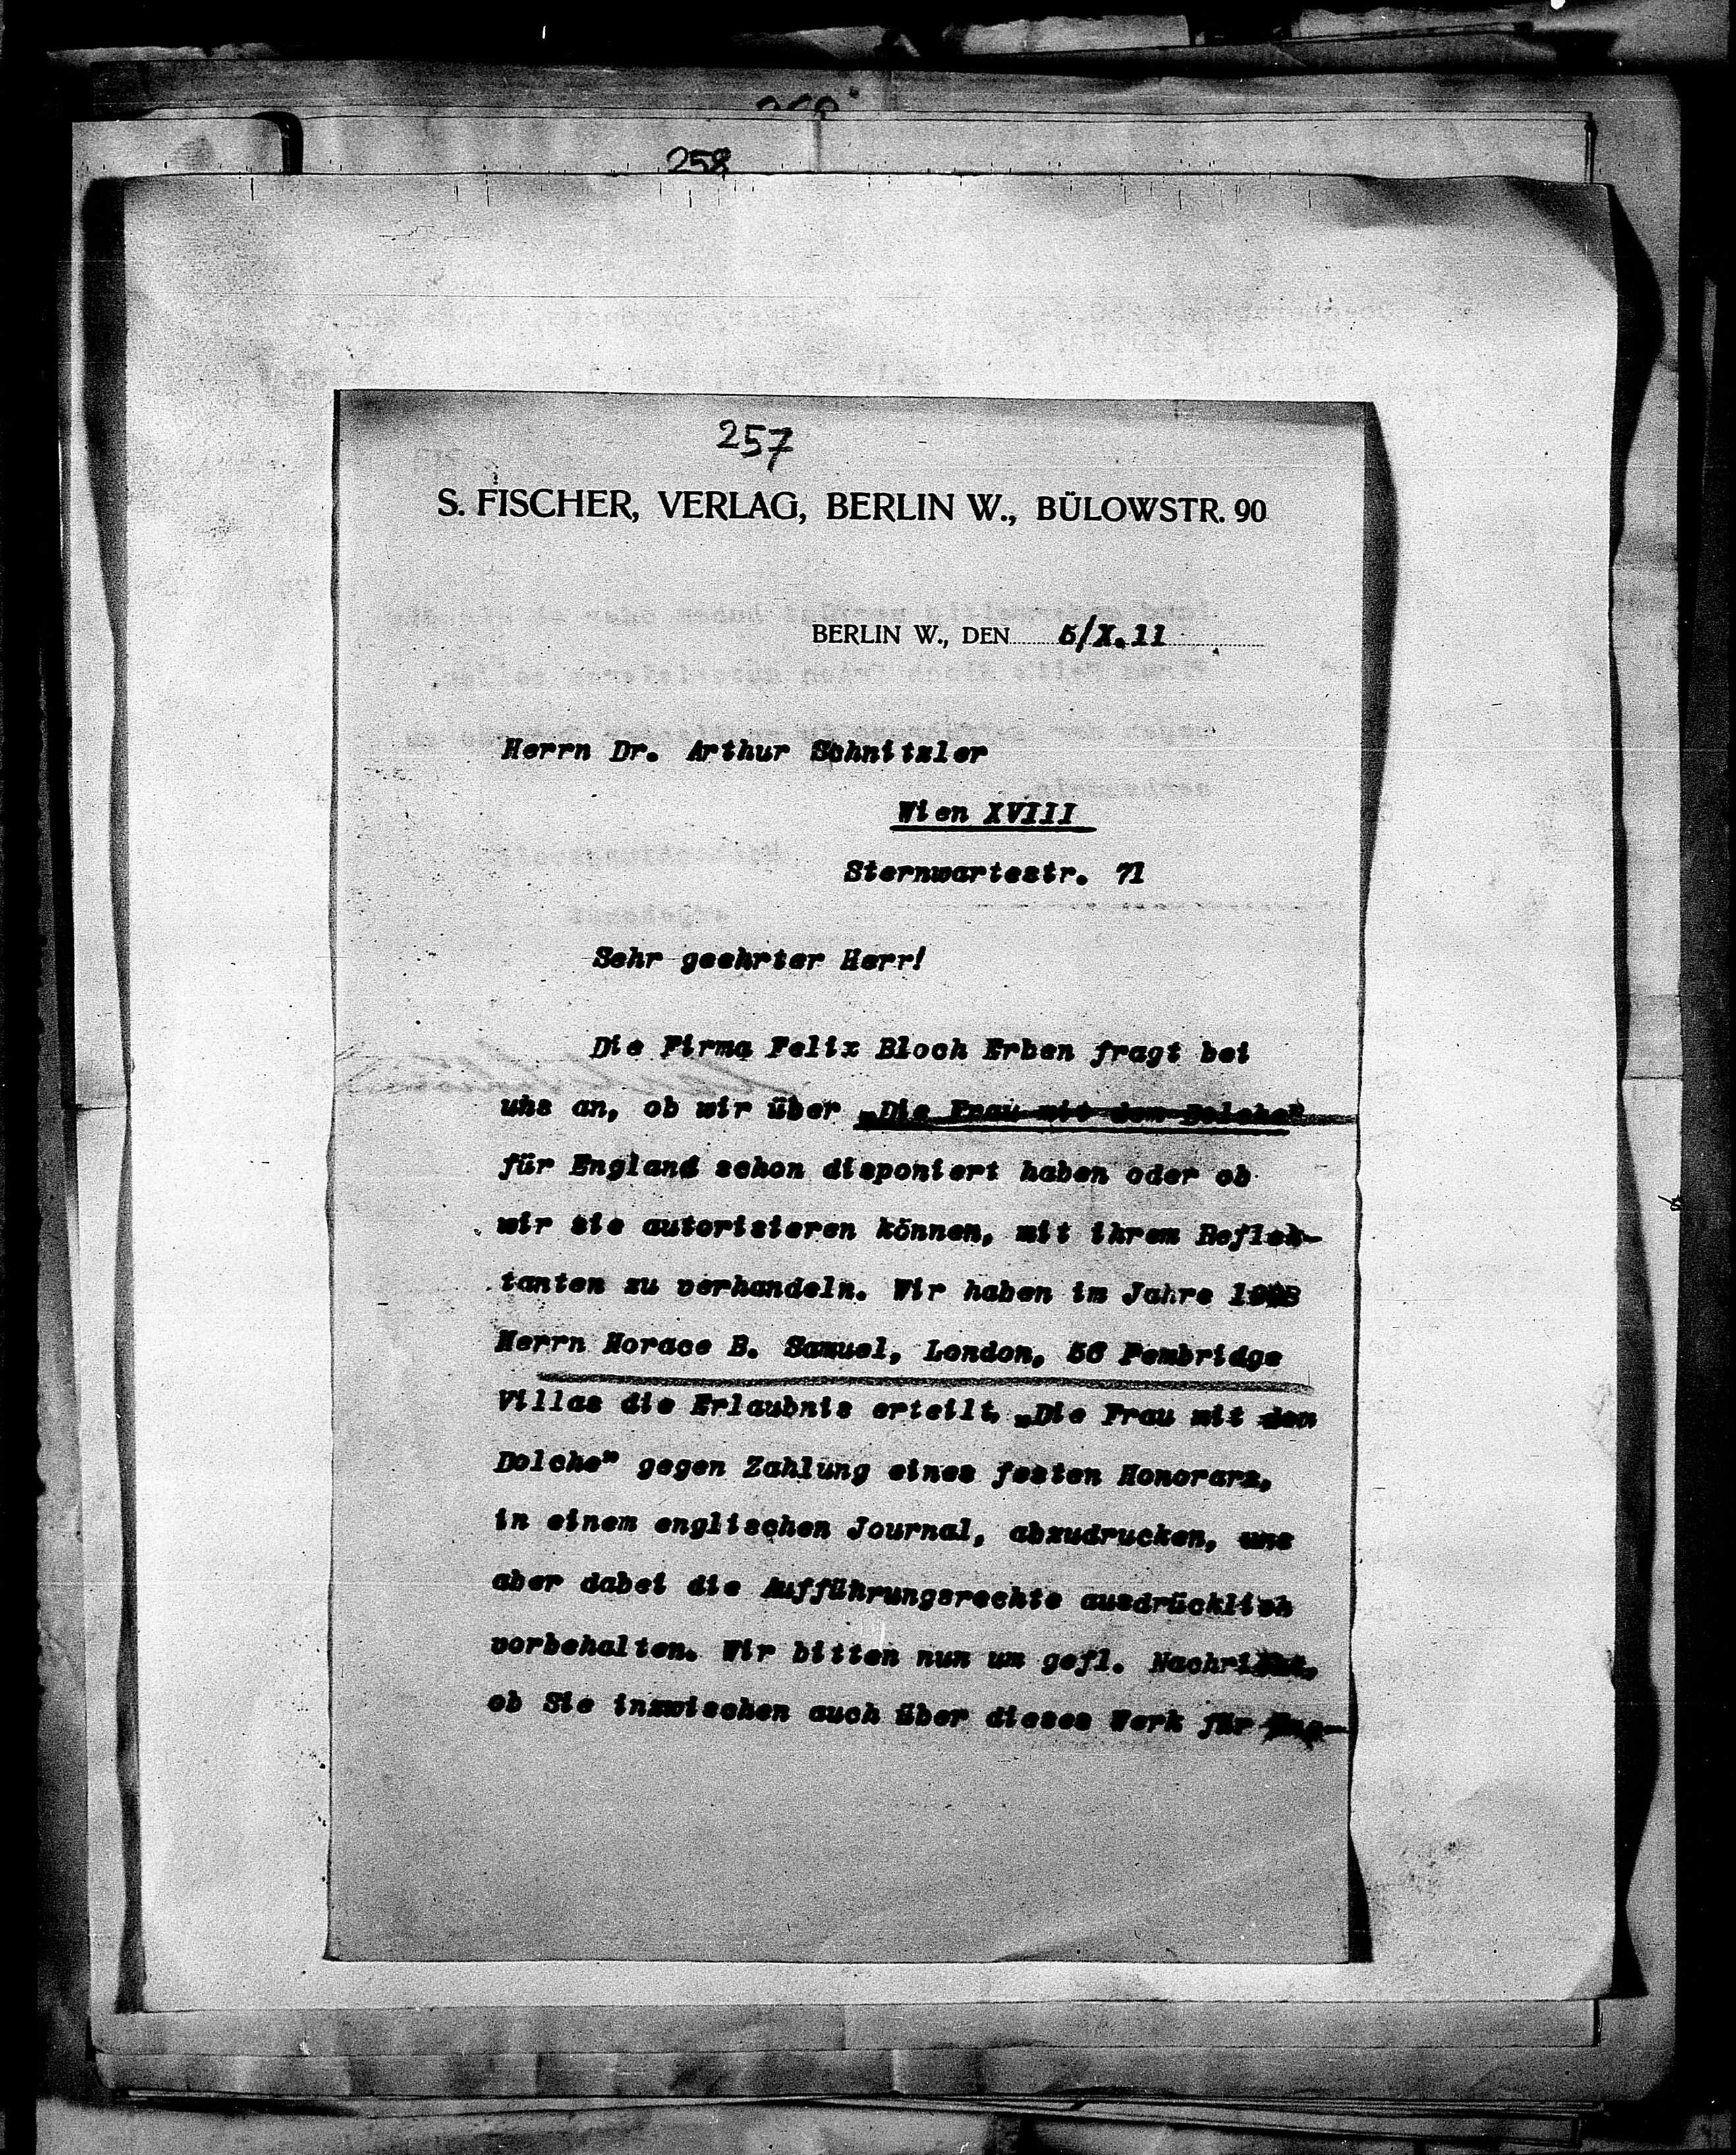 258
257
S. FISCHER, VERLAG, BERLIN W., BÜLOWSTR. 90
BERLIN W., DEN 5/X.11
Herrn Dr. Arthur Schnitzler
Wien XVIII
Sternwartestr. 71
Sehr geehrter Herr!
Die Firma Felix Bloch Erben fragt bei
uns an, ob wir über „Die Frau mit dem Dolche"
für England schon disponiert haben oder ob
wir sie autorisieren können, mit ihrem Reflek-
tanten zu verhandeln. Wir haben im Jahre 1908
Herrn Horace B. Samuel, London, 56 Pembridge
Villas die Erlaubnis erteilt, „Die Frau mit dem
Dolche" gegen Zahlung eines festen Honorars,
in einem englischen Journal, abzudrucken, uns
aber dabei die Aufführungsrechte ausdrücklich
vorbehalten. Wir bitten nun um gefl. Nachricht,
ob Sie inzwischen auch über dieses Werk für Eng-